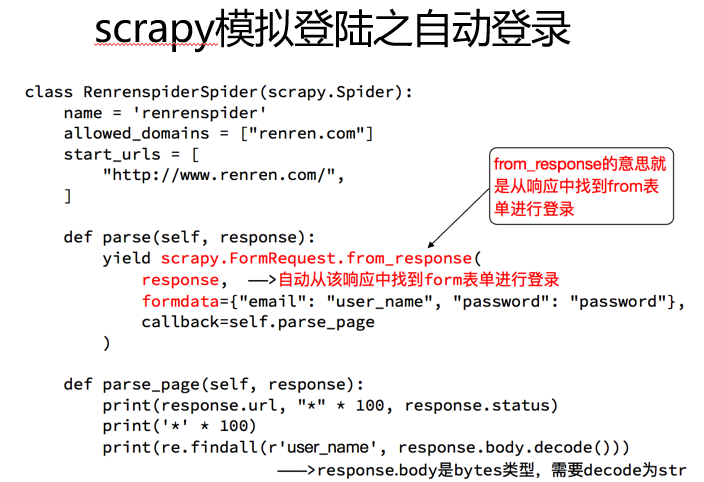 scrapy模拟登陆之自动登录
class RenrenspiderSpider(scrapy.Spider):
    name = 'renrenspider'
    allowed_domains = ["renren.com"]
    start_urls = [
        "http://www.renren.com/",
    ]
from_response的意思就
是从响应中找到from表
单进行登录
    def parse(self, response):
        yield scrapy.FormRequest.from_response(
            response, ——>自动从该响应中找到form表单进行登录
            formdata={"email": "user_name", "password": "password"},
            callback=self.parse_page
        )
    def parse_page(self, response):
        print(response.url, "*" * 100, response.status)
        print('*' * 100)
        print(re.findall(r'user_name', response.body.decode()))
———>response.body是bytes类型，需要decode为str